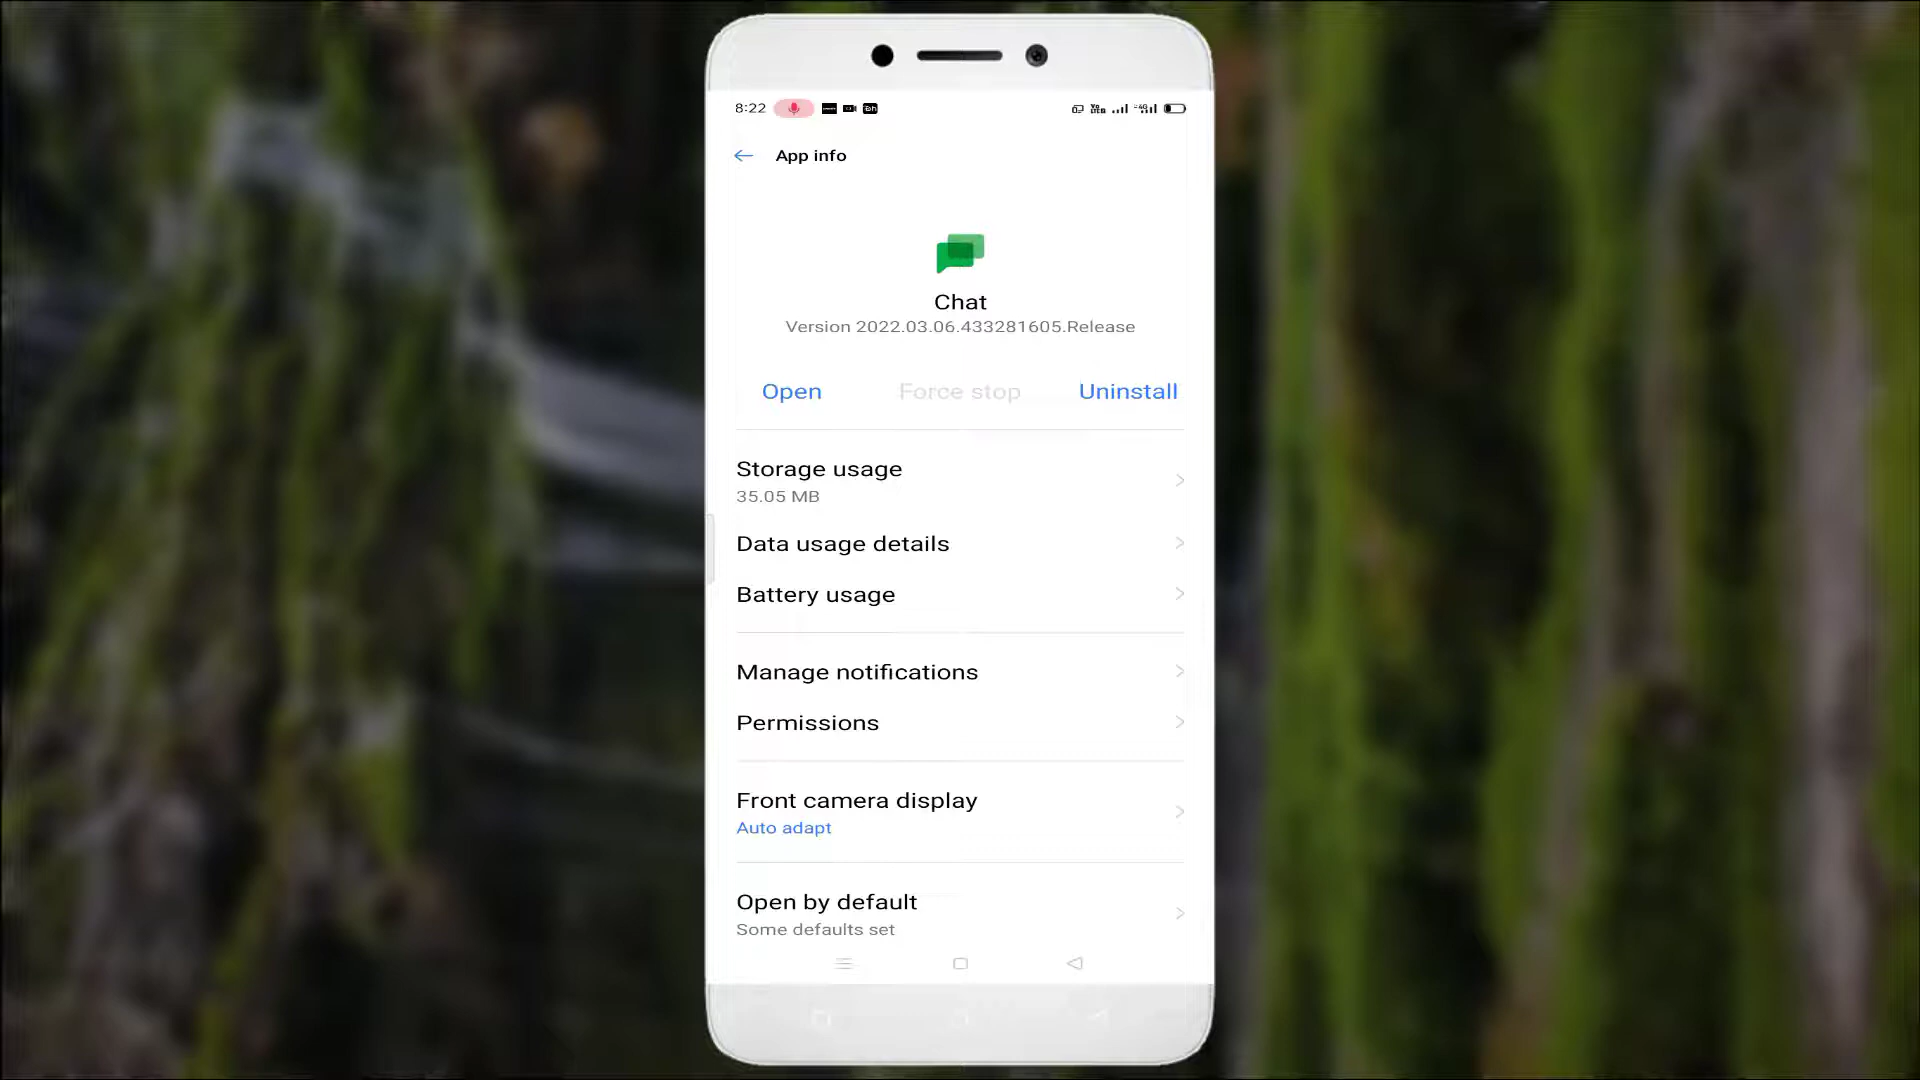 8:22
App info
Chat
Version 2022.03.06.433281605.Release
Open Force stop Uninstall
Storage usage
35.05 MB
Data usage details
Battery usage
Manage notifications
Permissions
Front camera display
Auto adapt
Open by default
Some defaults set